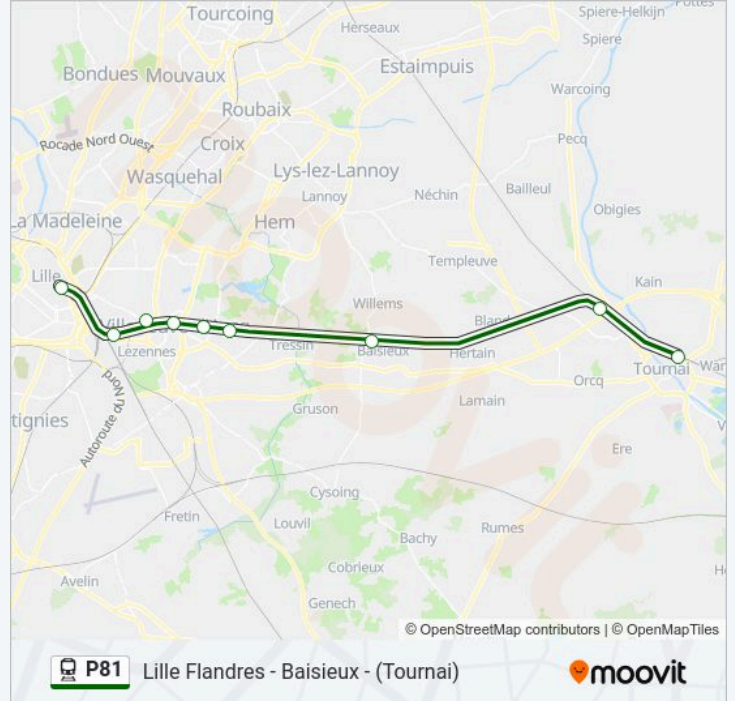 Pottes
Tourcoing
Spiere-Helkijn
Herseaux
Spiere
Estaimpuis
Bondues Mouvaux
Warcoing
Roubaix
Pecq
Rocade Nord Ouest
Croix
Wasquehal
Lys-lez-Lannoy
Lannoy
Néchin
Bailleul
Obigies
La Madeleine
Hem
Templeuve
Lille
Kain
Willems
Bland
Lezennes
Tressin
Baisieux
Hertain
Tournai
War
Orcq
Autoroute du Nord
Gruson
Lamain
tignies
Ere
Cysoing
Fretin
Louvil
Rumes
Bachy
Cobrieux
Avelin
Genech
© OpenStreetMap contributors | © OpenMapTiles
P81 Lille Flandres - Baisieux - (Tournai)
moovit